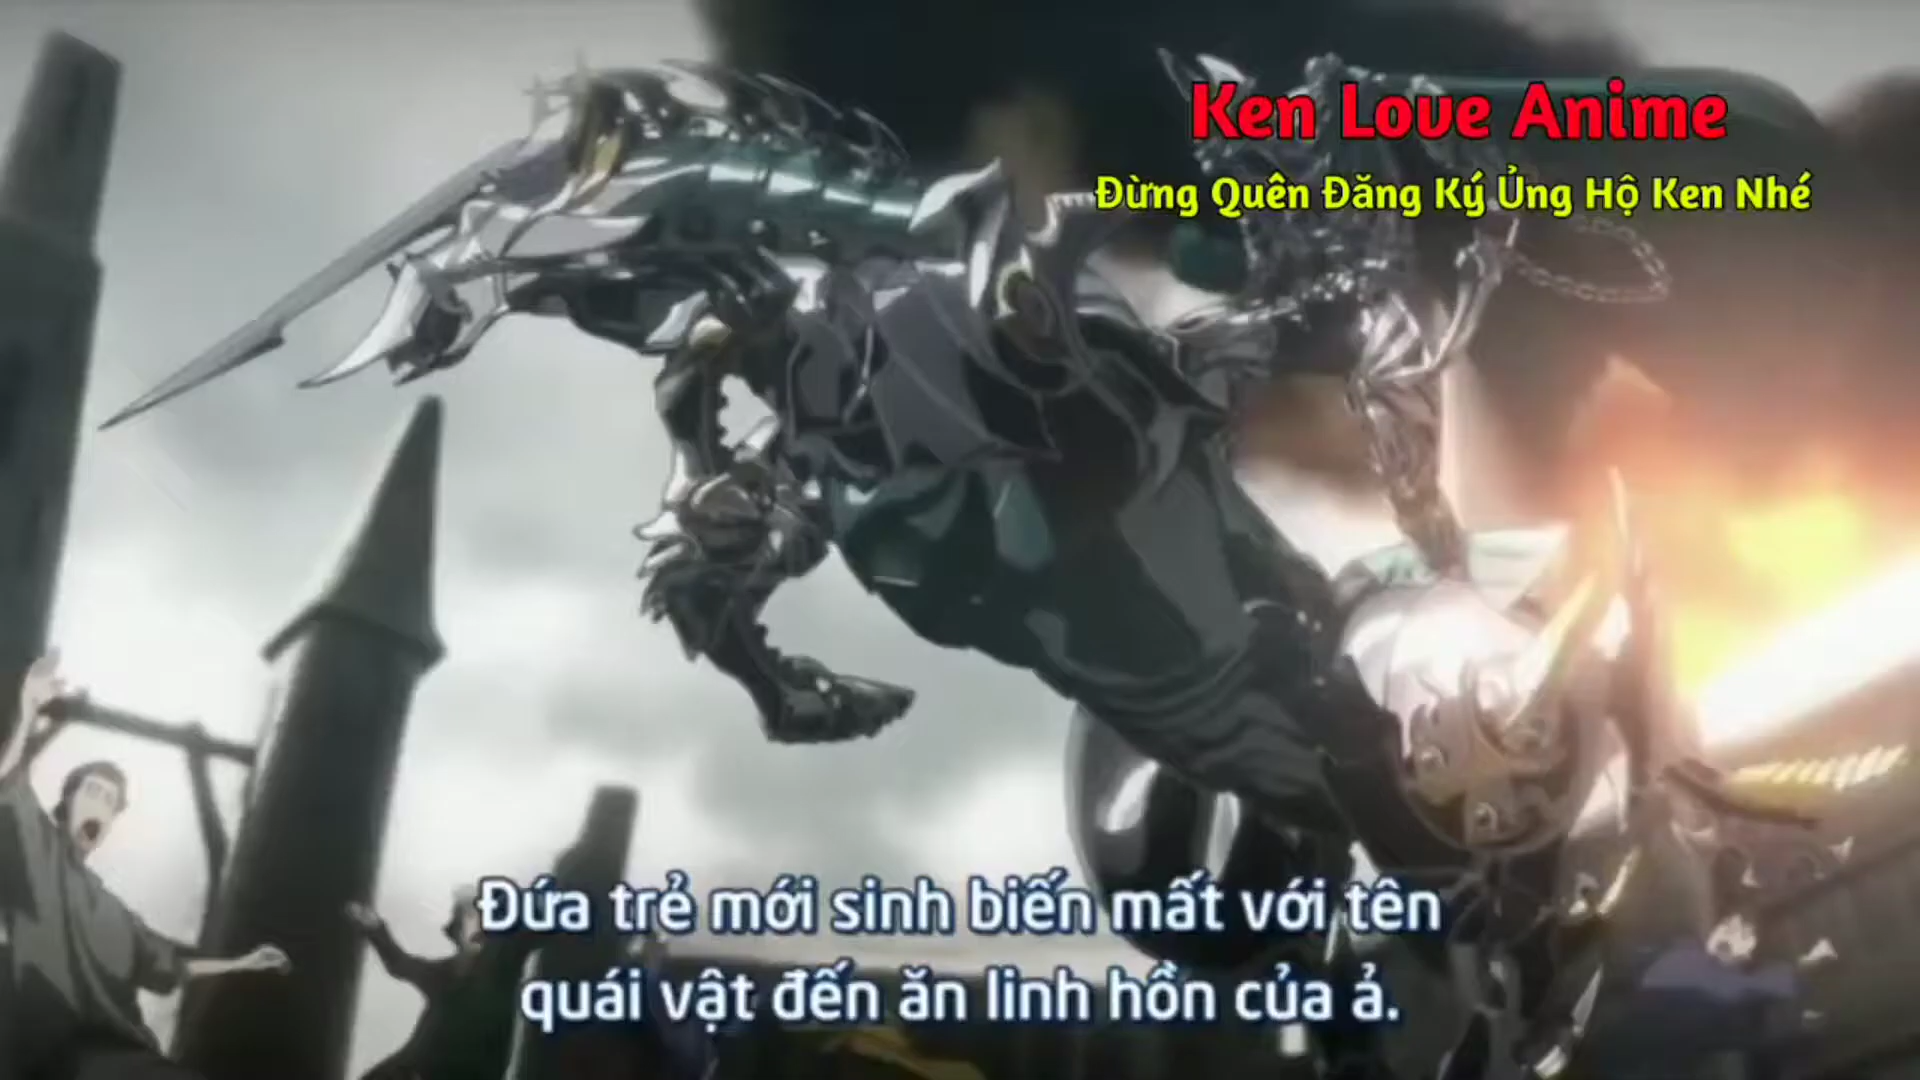 Ken Love Anime
Đừng Quên Đăng Ký Ủng Hộ Ken Nhé
Đứa trẻ mới sinh biến mất với tên
quái vật đến ăn linh hồn của ả.